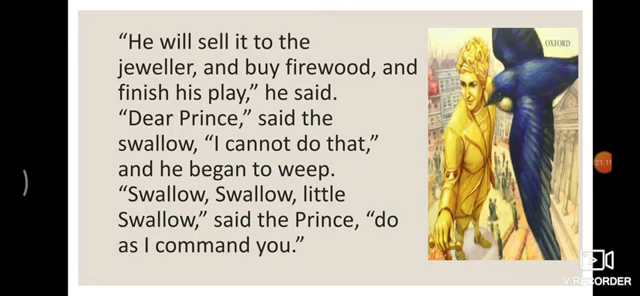 “He will sell it to the
jeweller, and buy firewood, and
finish his play,” he said.
“Dear Prince,” said the
swallow, “I cannot do that,”
and he began to weep.
“Swallow, Swallow, little
Swallow,” said the Prince, “do
as I command you.”
OXFORD
21:11
V RECORDER